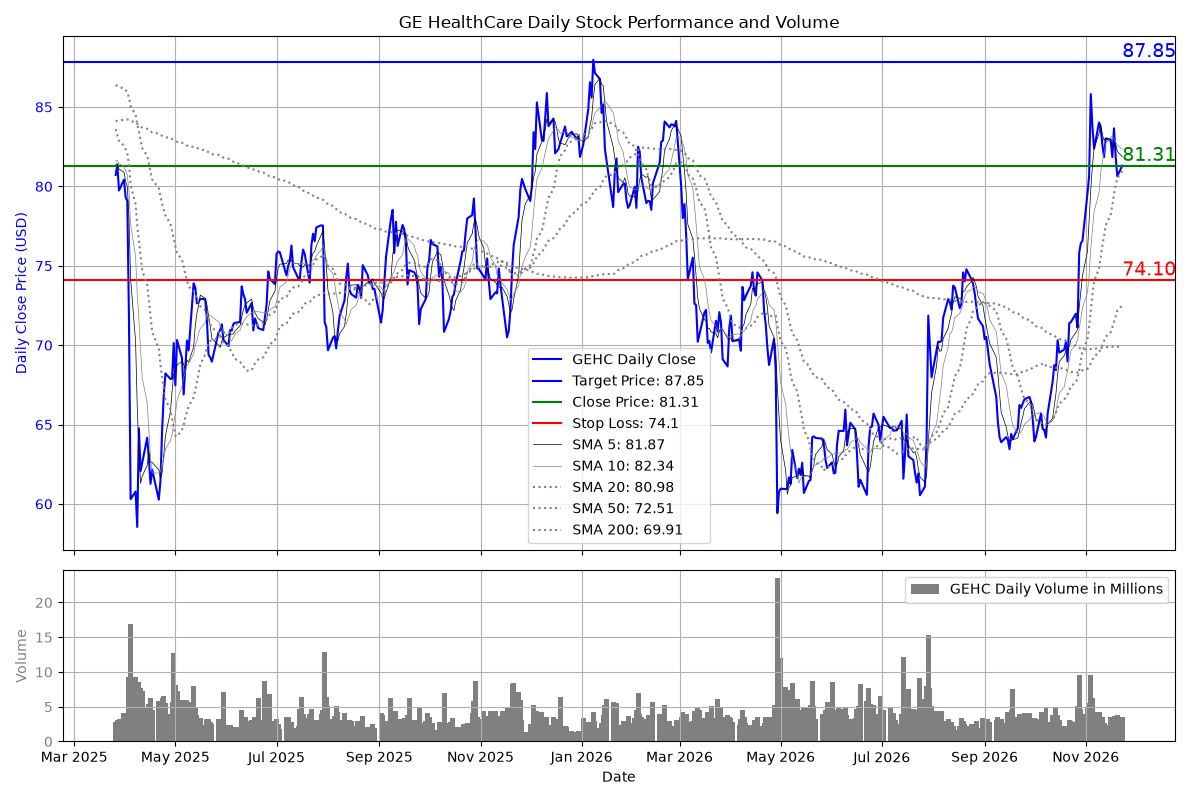 GE HealthCare Daily Stock Performance and Volume
87.85
81.31
74.10
Daily Close Price (USD)
85
80
75
70
65
60
GEHC Daily Close
Target Price: 87.85
Close Price: 81.31
Stop Loss: 74.1
SMA 5: 81.87
SMA 10: 82.34
SMA 20: 80.98
SMA 50: 72.51
SMA 200: 69.91
GEHC Daily Volume in Millions
Volume
20
15
10
5
0
Mar 2025 May 2025 Jul 2025 Sep 2025 Nov 2025 Jan 2026 Mar 2026 May 2026 Jul 2026 Sep 2026 Nov 2026
Date